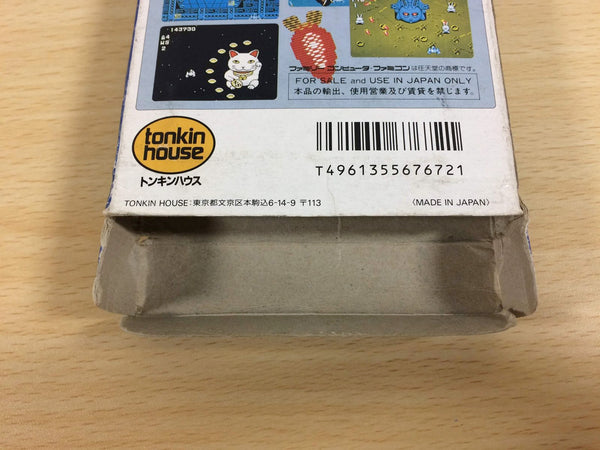 143730
64
W5
2
ファミリーコンピュータ・ファミコンは任天堂の商標です。
FOR SALE and USE IN JAPAN ONLY
本品の輸出、使用営業及び賃貸を禁じます。
tonkin
house
トンキンハウス
T4961355676721
TONKIN HOUSE:東京都文京区本駒込6-14-9 〒113
〈MADE IN JAPAN〉